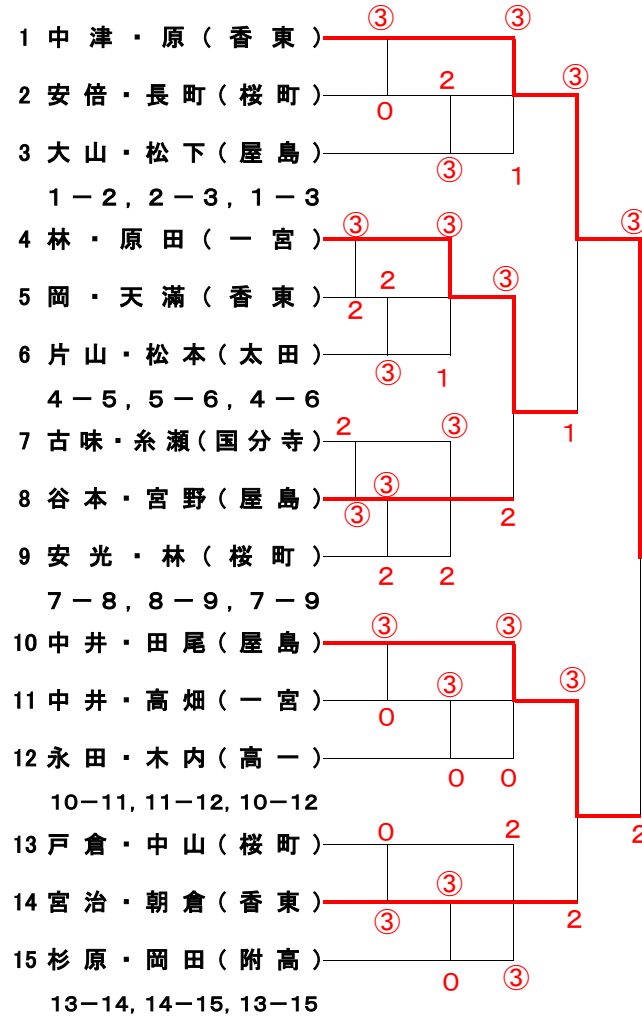 ③ ③
1 中津・原(香東)
③
2
2 安倍・長町(桜町)
0
3 大山・松下(屋島)
③ 1
1－2, 2－3, 1－3
③ ③ ③
4 林・原田(一宮)
2 ③
5 岡・天満(香東)
2
6 片山・松本(太田)
③ 1
4－5, 5－6, 4－6
2 ③ 1
7 古味・糸瀬(国分寺)
③
8 谷本・宮野(屋島)
③ 2
9 安光・林(桜町)
2 2
7－8, 8－9, 7－9
③ ③
10 中井・田尾(屋島)
③ ③
11 中井・高畑(一宮)
0
12 永田・木内(高一)
0 0
10－11, 11－12, 10－12
0 2 2
13 戸倉・中山(桜町)
③
14 宮治・朝倉(香東)
③ 2
15 杉原・岡田(附高)
0 ③
13－14, 14－15, 13－15